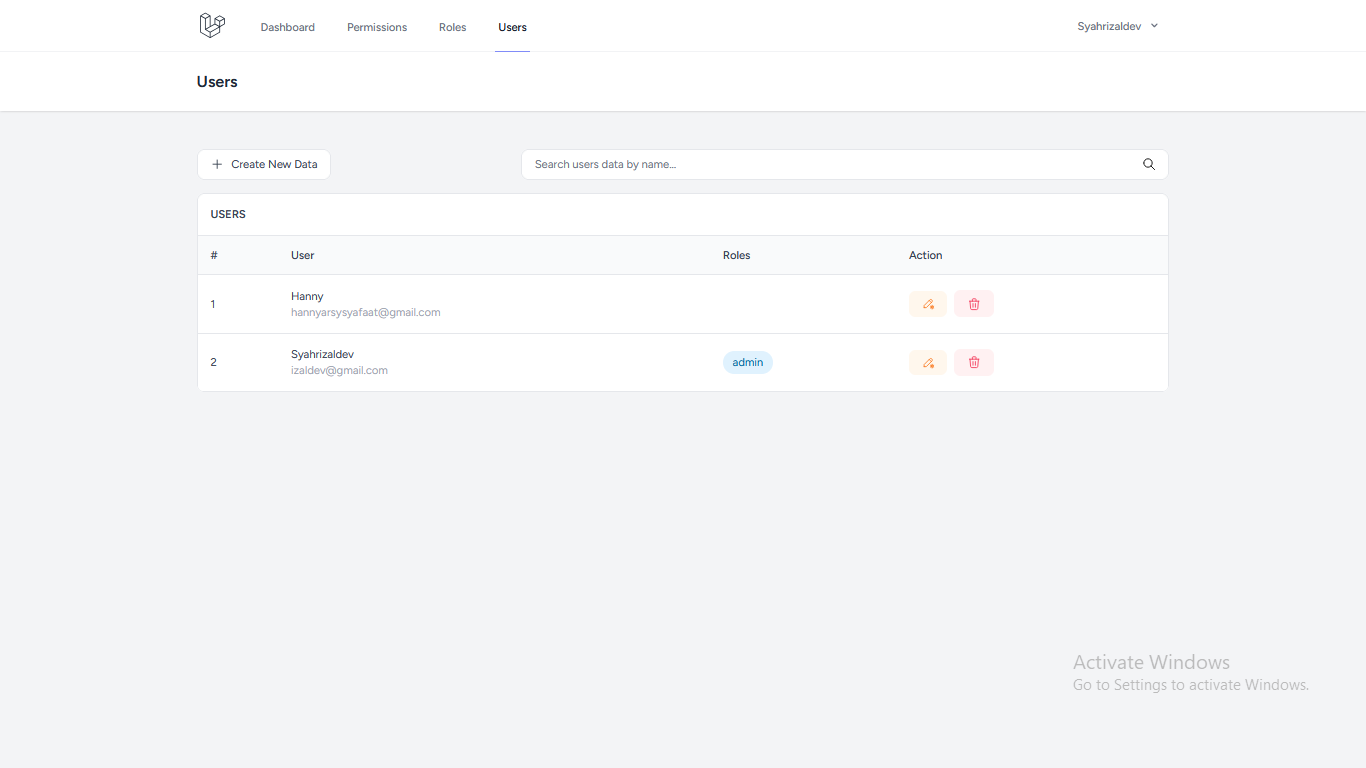 Dashboard Permissions Roles Users Syahrizaldev
Users
Create New Data Search users data by name...
USERS
# User Roles Action
1 Hanny
hannyarsysyafaat@gmail.com
2 Syahrizaldev admin
izaldev@gmail.com
Activate Windows
Go to Settings to activate Windows.